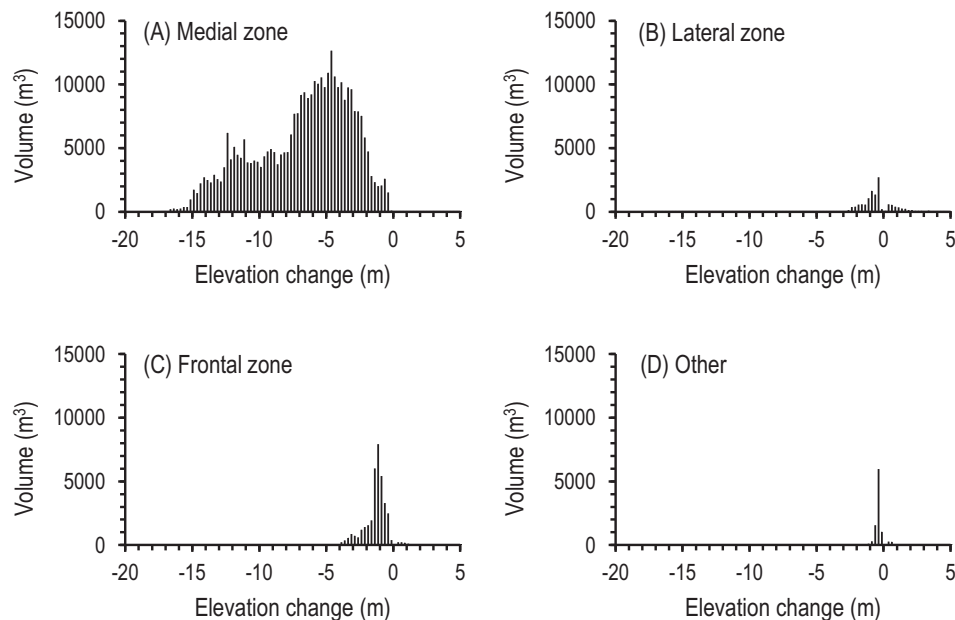 (A) Medial zone
15000
10000
5000
0
Volume (m³)
-20 -15 -10 -5 0 5
Elevation change (m)
(B) Lateral zone
15000
10000
5000
0
Volume (m³)
-20 -15 -10 -5 0 5
Elevation change (m)
(C) Frontal zone
15000
10000
5000
0
Volume (m³)
-20 -15 -10 -5 0 5
Elevation change (m)
(D) Other
15000
10000
5000
0
Volume (m³)
-20 -15 -10 -5 0 5
Elevation change (m)